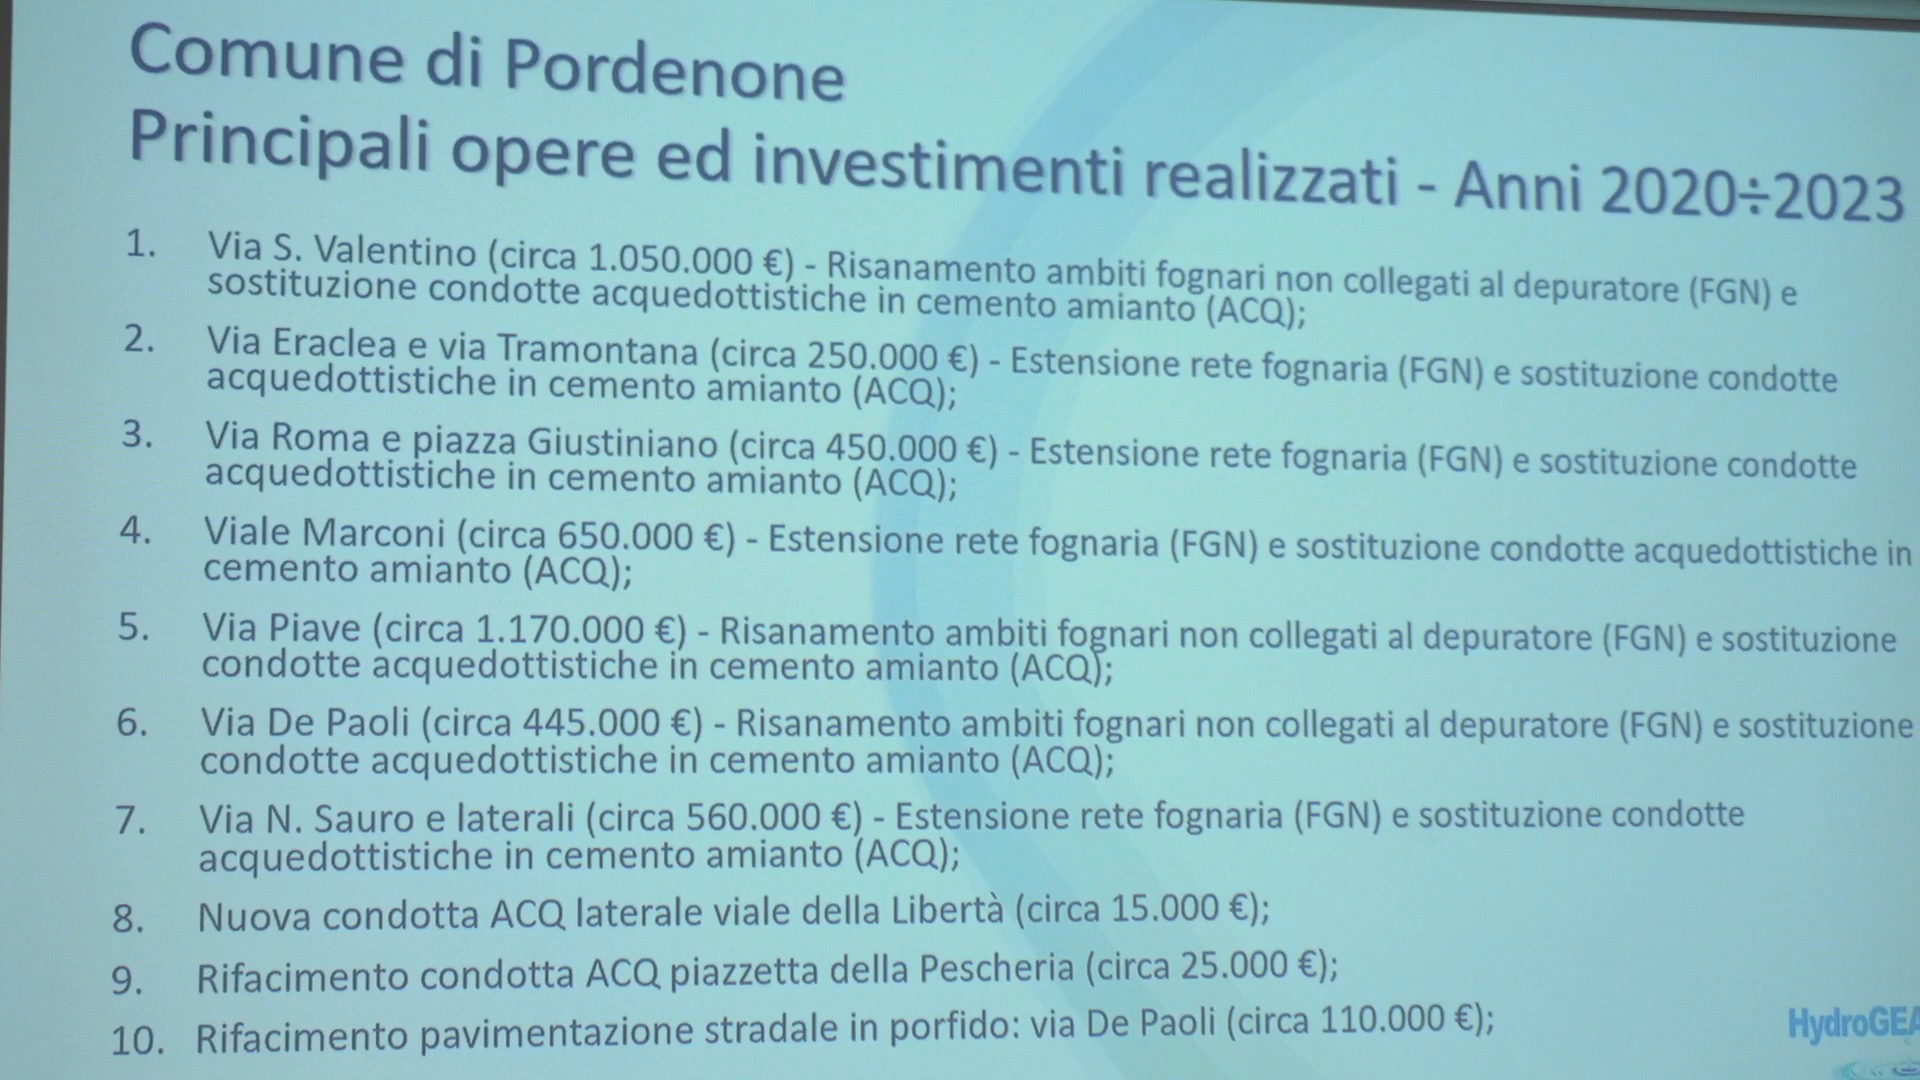 Comune di Pordenone
Principali opere ed investimenti realizzati - Anni 2020÷2023
1. Via S. Valentino (circa 1.050.000 €) - Risanamento ambiti fognari non collegati al depuratore (FGN) e
sostituzione condotte acquedottistiche in cemento amianto (ACQ);
2. Via Eraclea e via Tramontana (circa 250.000 €) - Estensione rete fognaria (FGN) e sostituzione condotte
acquedottistiche in cemento amianto (ACQ);
3. Via Roma e piazza Giustiniano (circa 450.000 €) - Estensione rete fognaria (FGN) e sostituzione condotte
acquedottistiche in cemento amianto (ACQ);
4. Viale Marconi (circa 650.000 €) - Estensione rete fognaria (FGN) e sostituzione condotte acquedottistiche in
cemento amianto (ACQ);
5. Via Piave (circa 1.170.000 €) - Risanamento ambiti fognari non collegati al depuratore (FGN) e sostituzione
condotte acquedottistiche in cemento amianto (ACQ);
6. Via De Paoli (circa 445.000 €) - Risanamento ambiti fognari non collegati al depuratore (FGN) e sostituzione
condotte acquedottistiche in cemento amianto (ACQ);
7. Via N. Sauro e laterali (circa 560.000 €) - Estensione rete fognaria (FGN) e sostituzione condotte
acquedottistiche in cemento amianto (ACQ);
8. Nuova condotta ACQ laterale viale della Libertà (circa 15.000 €);
9. Rifacimento condotta ACQ piazzetta della Pescheria (circa 25.000 €);
10. Rifacimento pavimentazione stradale in porfido: via De Paoli (circa 110.000 €);
HydroGEA